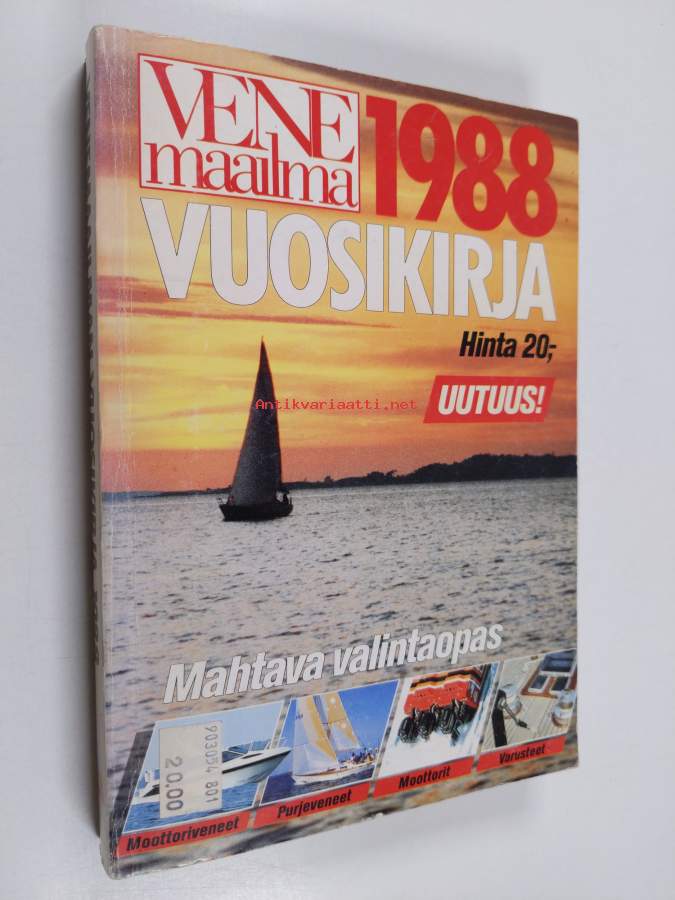 VENE
maailma
1988
VUOSIKIRJA
Hinta 20,-
Antikvariaatti.net
UUTUUS!
Mahtava valintaopas
903054 801
20.00
Moottoriveneet
Purjeveneet
Moottorit
Varusteet